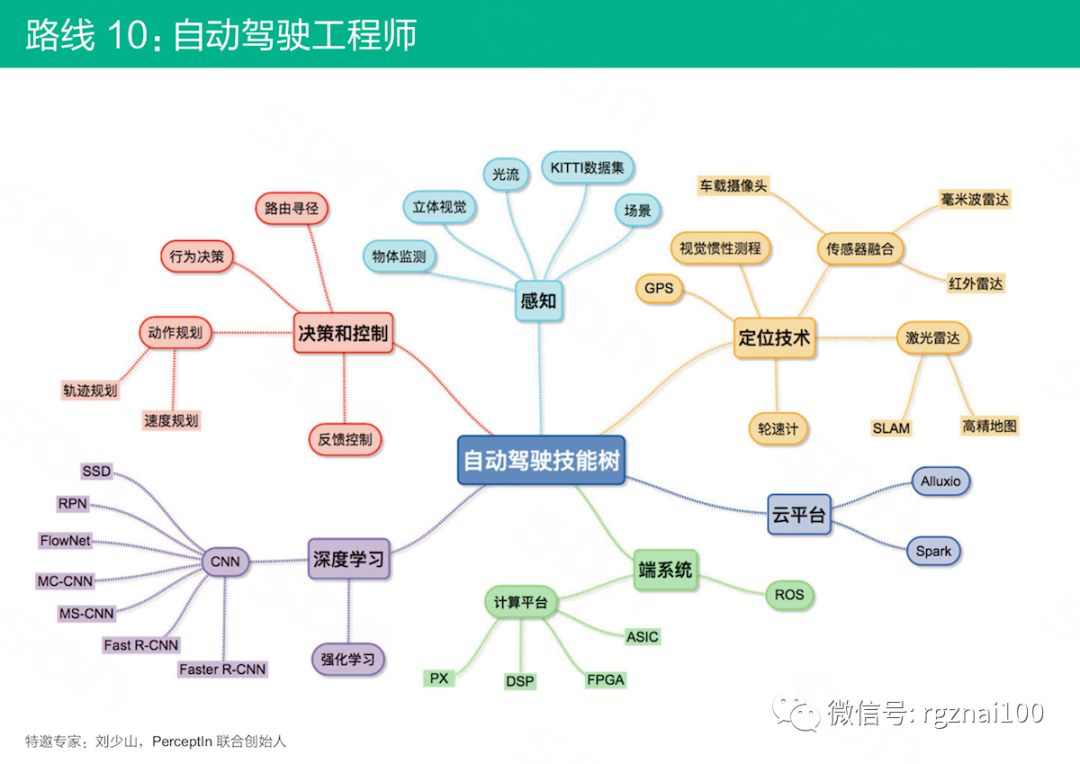 路线 10：自动驾驶工程师
光流
KITTI数据集
路由寻径
立体视觉
场景
车载摄像头
毫米波雷达
行为决策
物体监测
视觉惯性测程
传感器融合
GPS
红外雷达
感知
动作规划
决策和控制
定位技术
激光雷达
轨迹规划
速度规划
反馈控制
轮速计
SLAM
高精地图
自动驾驶技能树
SSD
RPN
FlowNet
MC-CNN
MS-CNN
Fast R-CNN
Faster R-CNN
CNN
深度学习
强化学习
端系统
计算平台
PX
DSP
FPGA
ASIC
ROS
云平台
Alluxio
Spark
微信号: rgznai100
特邀专家：刘少山，PerceptIn 联合创始人